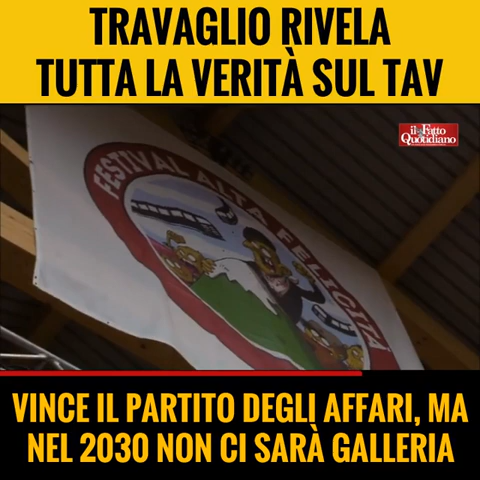 TRAVAGLIO RIVELA
TUTTA LA VERITÀ SUL TAV
il Fatto
Quotidiano
FESTIVAL ALTA FELICITÀ
VINCE IL PARTITO DEGLI AFFARI, MA
NEL 2030 NON CI SARÀ GALLERIA